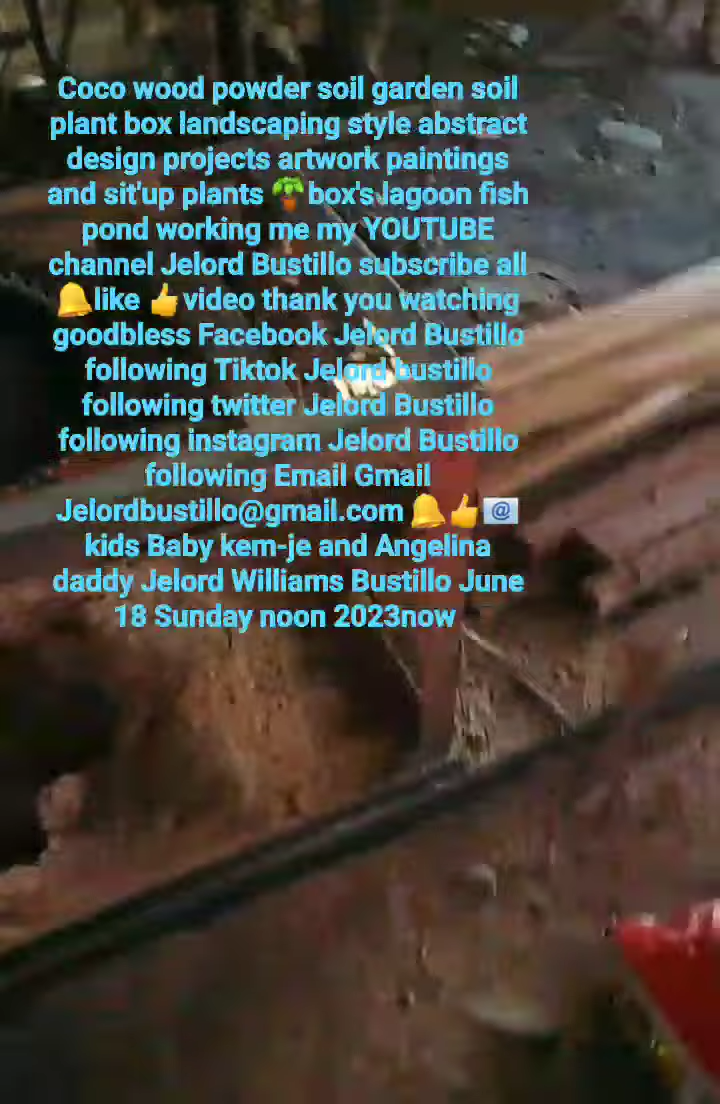 Coco wood powder soil garden soil
plant box landscaping style abstract
design projects artwork paintings
and sit'up plants 🌳box's lagoon fish
pond working me my YOUTUBE
channel Jelord Bustillo subscribe all
🔔like 👍video thank you watching
goodbless Facebook Jelord Bustillo
following Tiktok Jelord bustillo
following twitter Jelord Bustillo
following instagram Jelord Bustillo
following Email Gmail
Jelordbustillo@gmail.com 🔔👍📧
kids Baby kem-je and Angelina
daddy Jelord Williams Bustillo June
18 Sunday noon 2023now